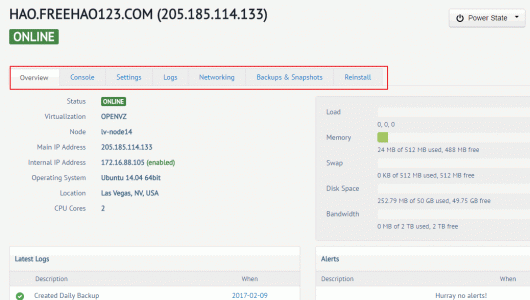 HAO.FREEHAO123.COM (205.185.114.133)
Power State
ONLINE
Overview Console Settings Logs Networking Backups & Snapshots Reinstall
Status ONLINE
Virtualization OPENVZ
Node lv-node14
Main IP Address 205.185.114.133
Internal IP Address 172.16.88.105 (enabled)
Operating System Ubuntu 14.04 64bit
Location Las Vegas, NV, USA
CPU Cores 2
Load
0, 0, 0
Memory
24 MB of 512 MB used, 488 MB free
Swap
0 KB of 512 MB used, 512 MB free
Disk Space
252.79 MB of 50 GB used, 49.75 GB free
Bandwidth
0 MB of 2 TB used, 2 TB free
Latest Logs
Description When
Created Daily Backup 2017-02-09
Alerts
Description When
Hurray no alerts!